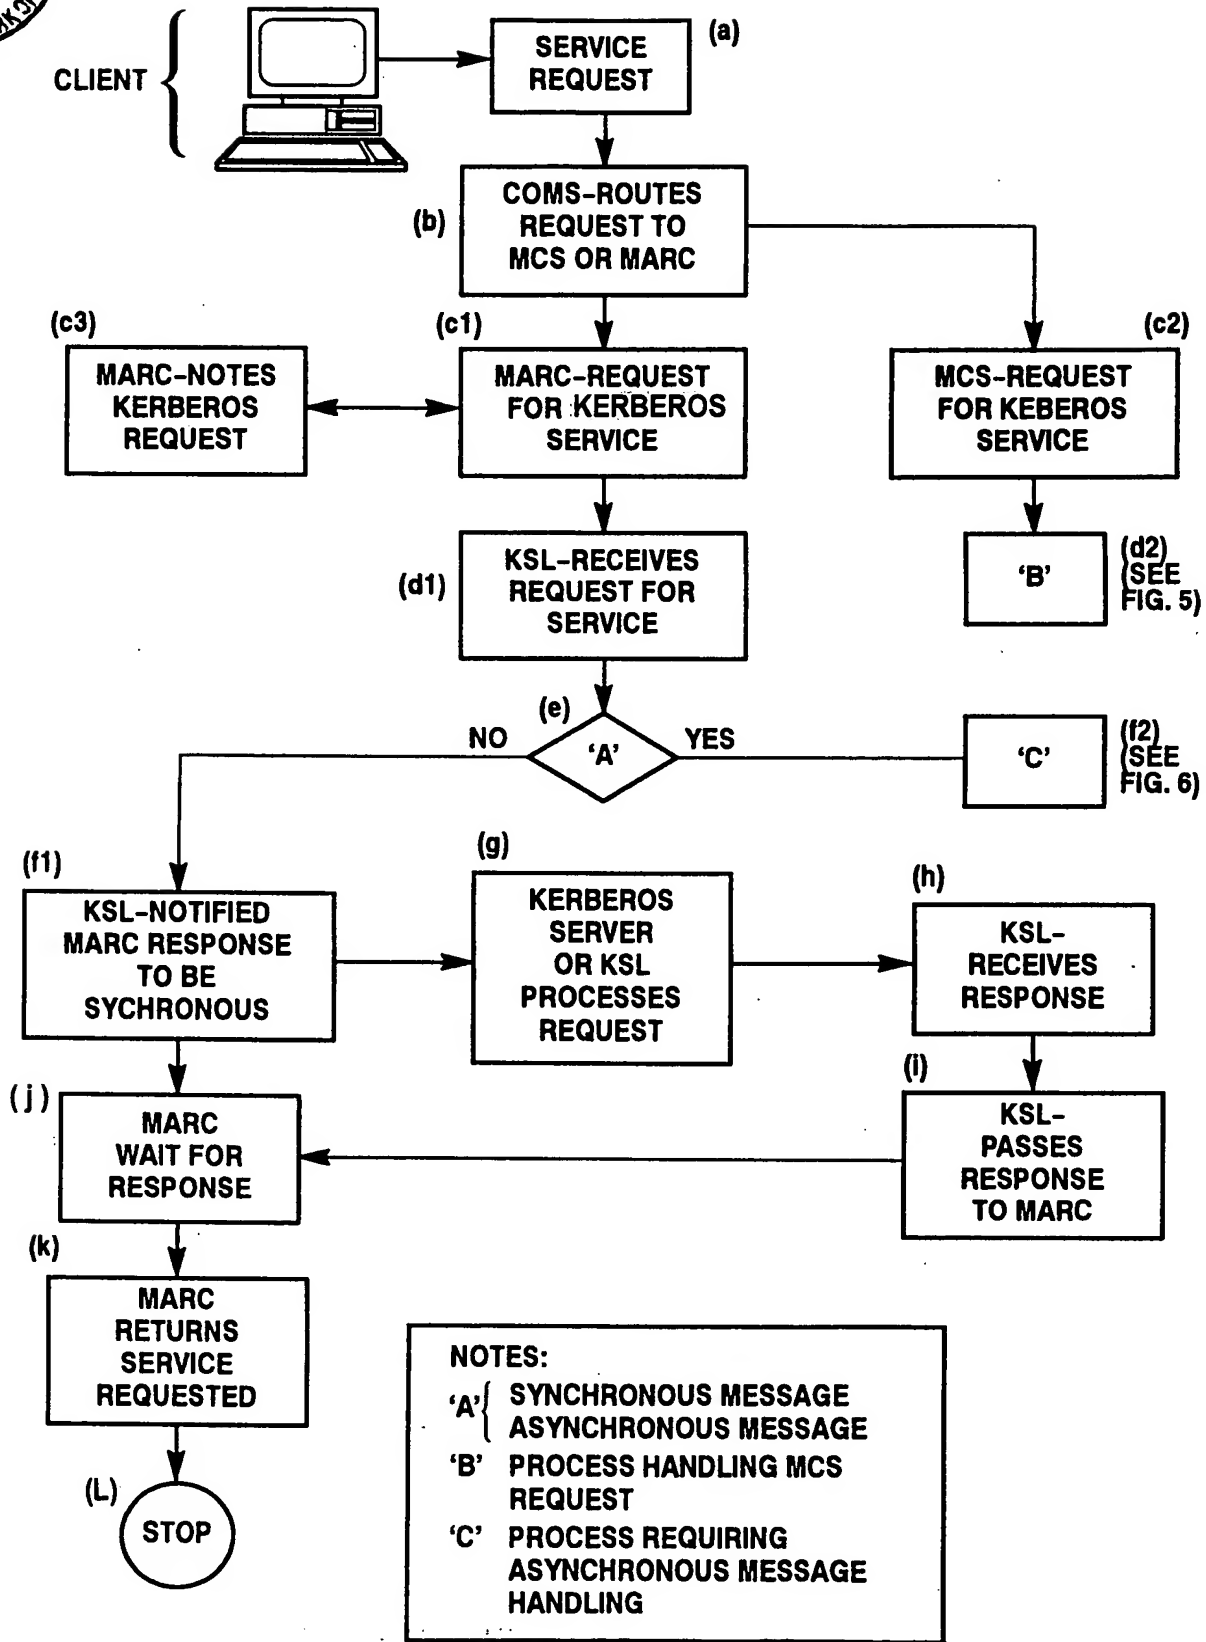 (a)
SERVICE
REQUEST
CLIENT
COMS-ROUTES
REQUEST TO
MCS OR MARC
(b)
(c3)
(c1)
(c2)
MARC-NOTES
KERBEROS
REQUEST
MARC-REQUEST
FOR KERBEROS
SERVICE
MCS-REQUEST
FOR KEBEROS
SERVICE
(d1)
KSL-RECEIVES
REQUEST FOR
SERVICE
'B'
(d2)
(SEE
FIG. 5)
(e)
NO
'A'
YES
'C'
(f2)
(SEE
FIG. 6)
(f1)
KSL-NOTIFIED
MARC RESPONSE
TO BE
SYCHRONOUS
(g)
KERBEROS
SERVER
OR KSL
PROCESSES
REQUEST
(h)
KSL-
RECEIVES
RESPONSE
(i)
KSL-
PASSES
RESPONSE
TO MARC
(j)
MARC
WAIT FOR
RESPONSE
(k)
MARC
RETURNS
SERVICE
REQUESTED
(L)
STOP
NOTES:
'A' { SYNCHRONOUS MESSAGE
ASYNCHRONOUS MESSAGE
'B' PROCESS HANDLING MCS
REQUEST
'C' PROCESS REQUIRING
ASYNCHRONOUS MESSAGE
HANDLING